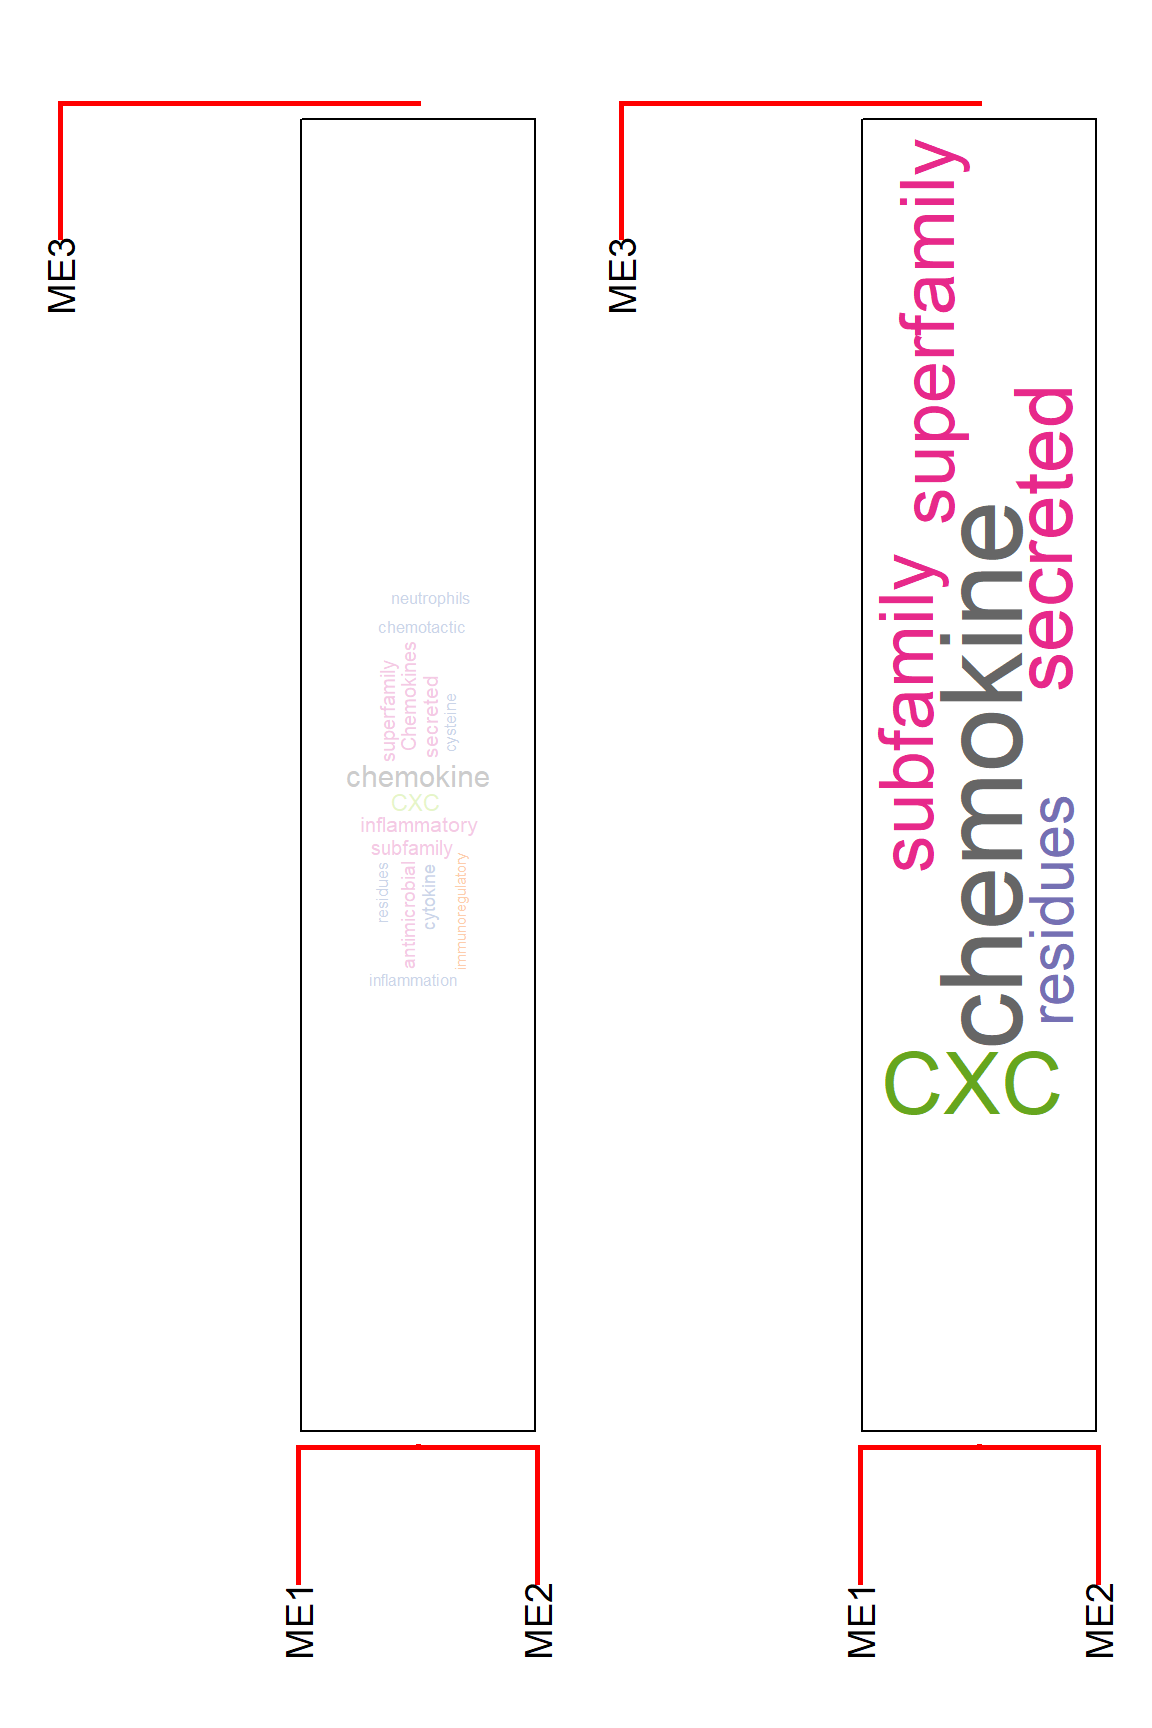 ME3
neutrophils
chemotactic
superfamily
Chemokines
secreted
cysteine
chemokine
CXC
inflammatory
subfamily
residues
antimicrobial
cytokine
immunoregulatory
inflammation
ME1
ME2
ME3
superfamily
secreted
subfamily
chemokine
residues
CXC
ME1
ME2